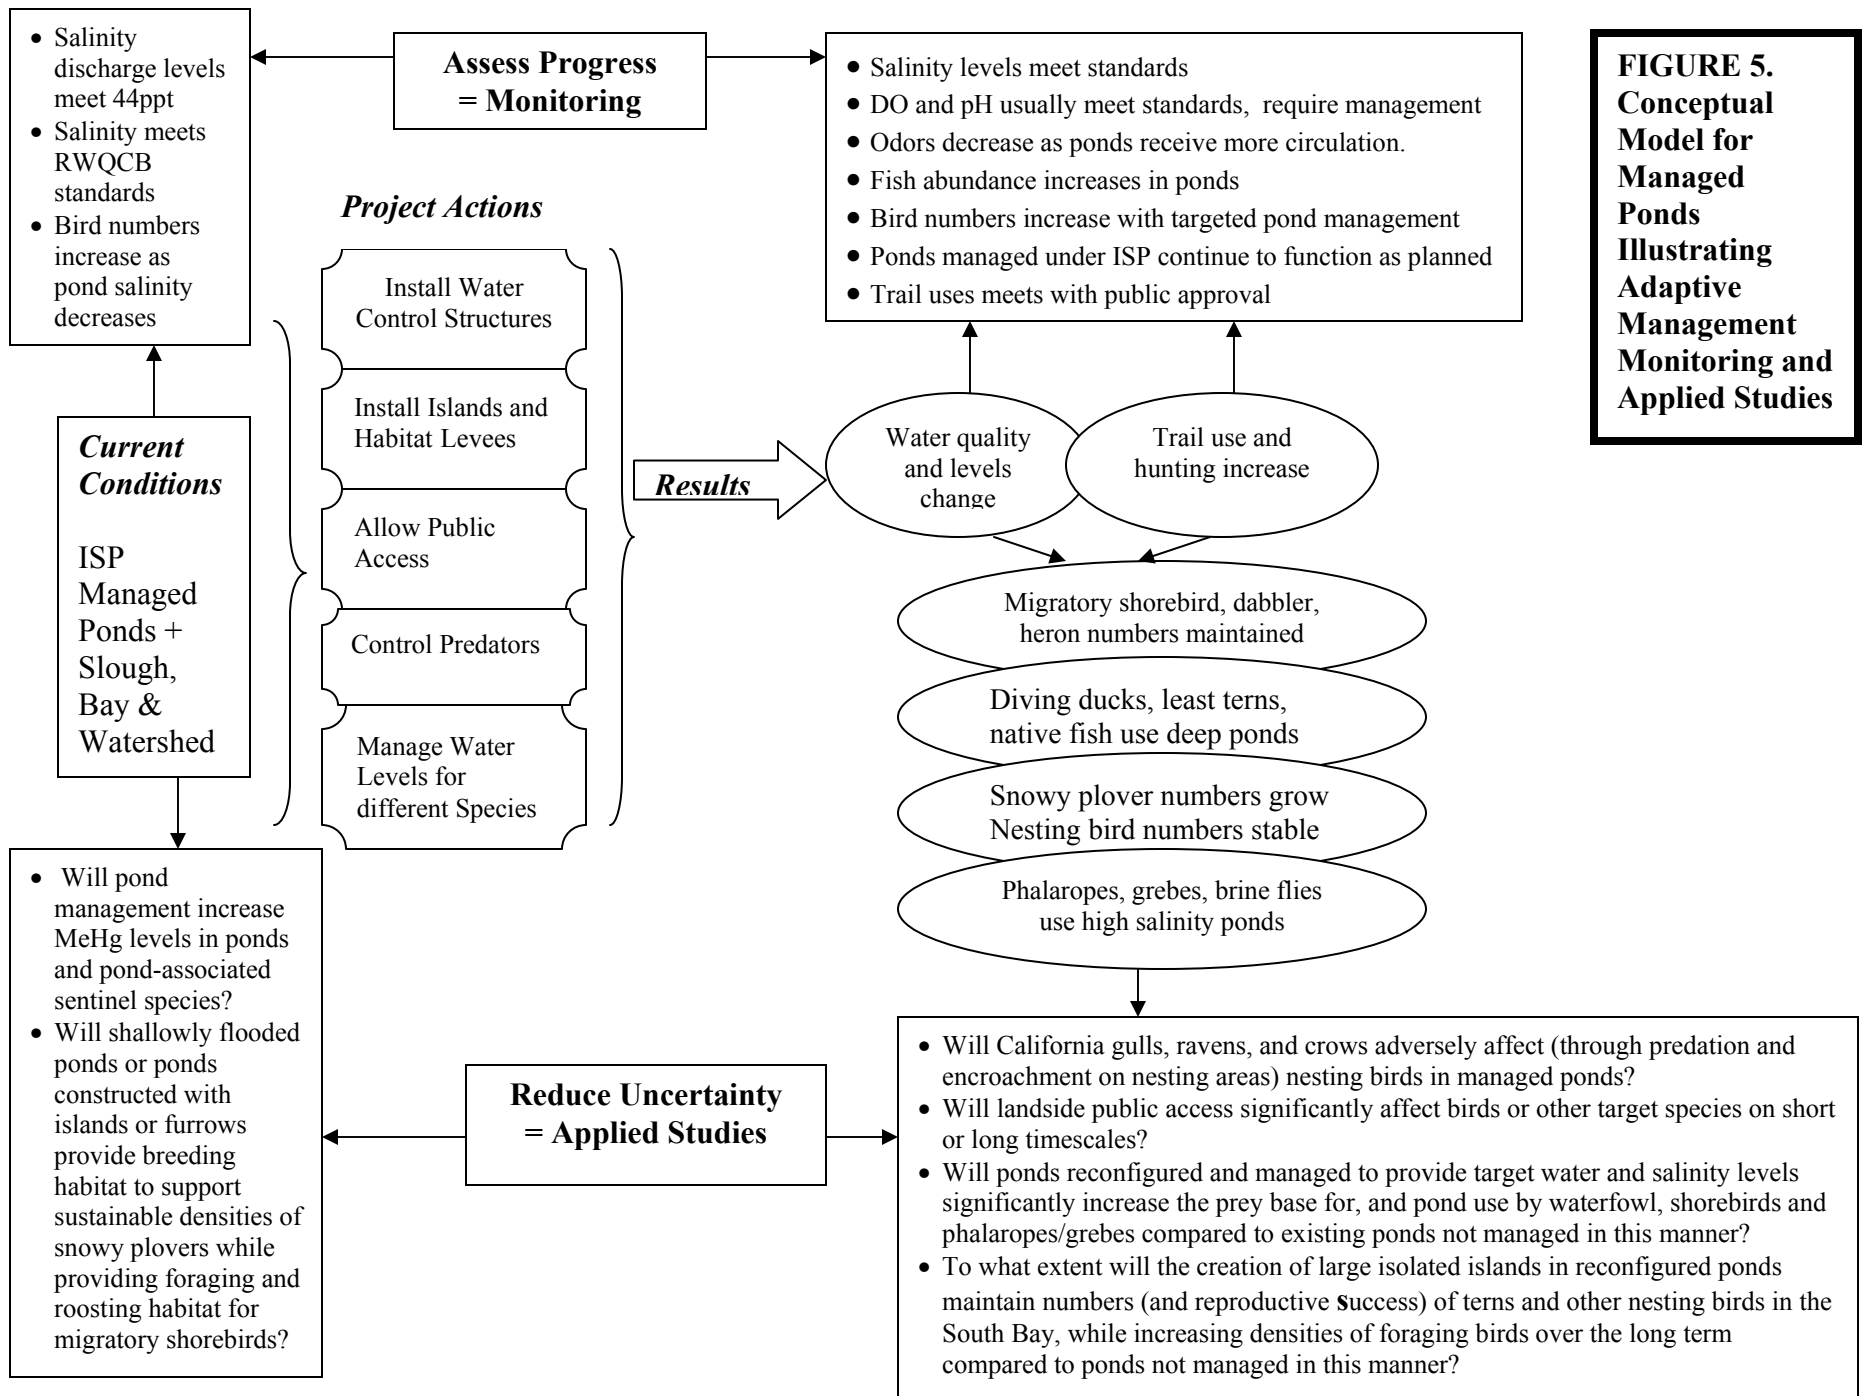 • Salinity
discharge levels
meet 44ppt
• Salinity meets
RWQCB
standards
• Bird numbers
increase as
pond salinity
decreases
Assess Progress
= Monitoring
• Salinity levels meet standards
• DO and pH usually meet standards, require management
• Odors decrease as ponds receive more circulation.
• Fish abundance increases in ponds
• Bird numbers increase with targeted pond management
• Ponds managed under ISP continue to function as planned
• Trail uses meets with public approval
FIGURE 5.
Conceptual
Model for
Managed
Ponds
Illustrating
Adaptive
Management
Monitoring and
Applied Studies
Current
Conditions
ISP
Managed
Ponds +
Slough,
Bay &
Watershed
Project Actions
Install Water
Control Structures
Install Islands and
Habitat Levees
Allow Public
Access
Control Predators
Manage Water
Levels for
different Species
Results
Water quality
and levels
change
Trail use and
hunting increase
Migratory shorebird, dabbler,
heron numbers maintained
Diving ducks, least terns,
native fish use deep ponds
Snowy plover numbers grow
Nesting bird numbers stable
Phalaropes, grebes, brine flies
use high salinity ponds
• Will pond
management increase
MeHg levels in ponds
and pond-associated
sentinel species?
• Will shallowly flooded
ponds or ponds
constructed with
islands or furrows
provide breeding
habitat to support
sustainable densities of
snowy plovers while
providing foraging and
roosting habitat for
migratory shorebirds?
Reduce Uncertainty
= Applied Studies
• Will California gulls, ravens, and crows adversely affect (through predation and
encroachment on nesting areas) nesting birds in managed ponds?
• Will landside public access significantly affect birds or other target species on short
or long timescales?
• Will ponds reconfigured and managed to provide target water and salinity levels
significantly increase the prey base for, and pond use by waterfowl, shorebirds and
phalaropes/grebes compared to existing ponds not managed in this manner?
• To what extent will the creation of large isolated islands in reconfigured ponds
maintain numbers (and reproductive success) of terns and other nesting birds in the
South Bay, while increasing densities of foraging birds over the long term
compared to ponds not managed in this manner?